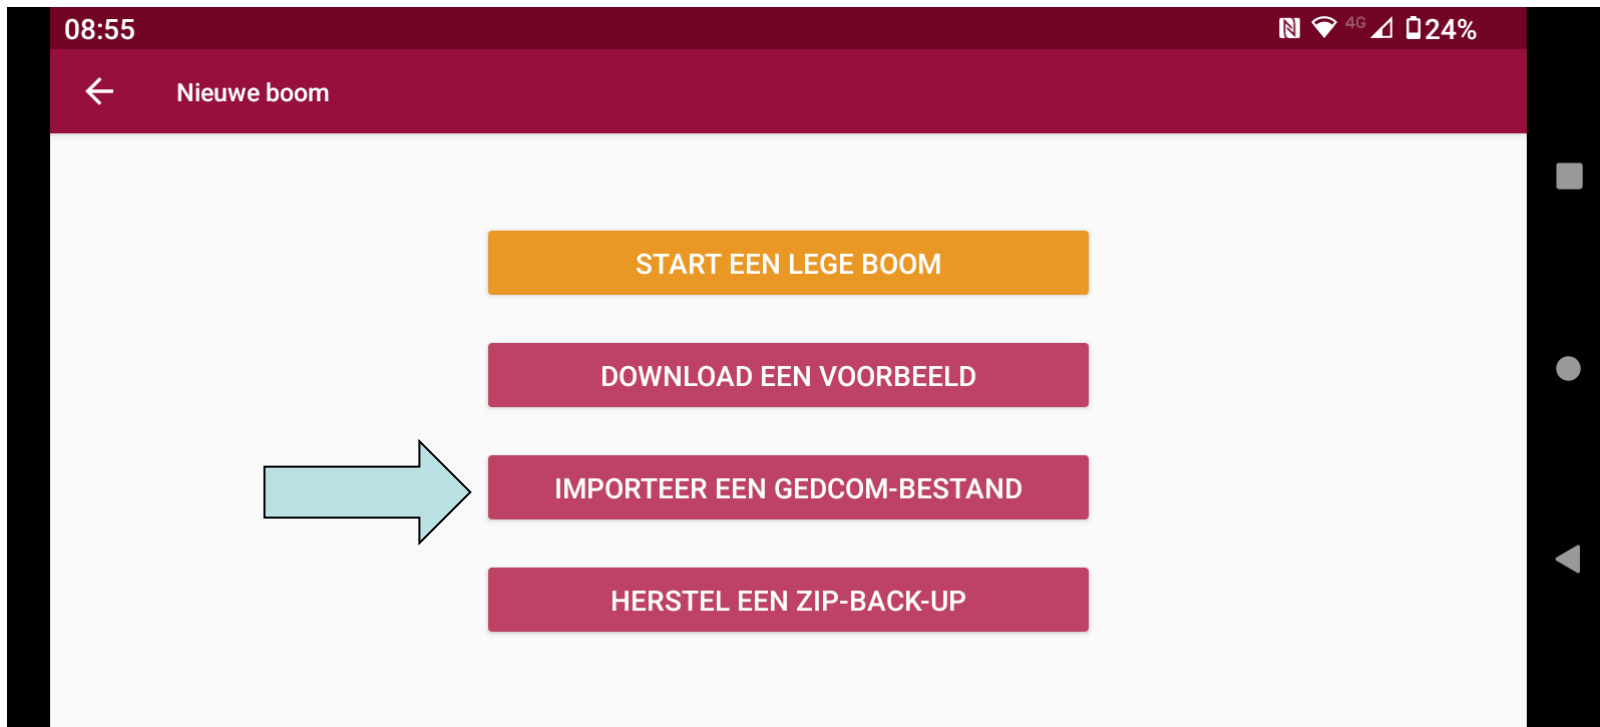 08:55
4G 24%
Nieuwe boom
START EEN LEGE BOOM
DOWNLOAD EEN VOORBEELD
IMPORTEER EEN GEDCOM-BESTAND
HERSTEL EEN ZIP-BACK-UP